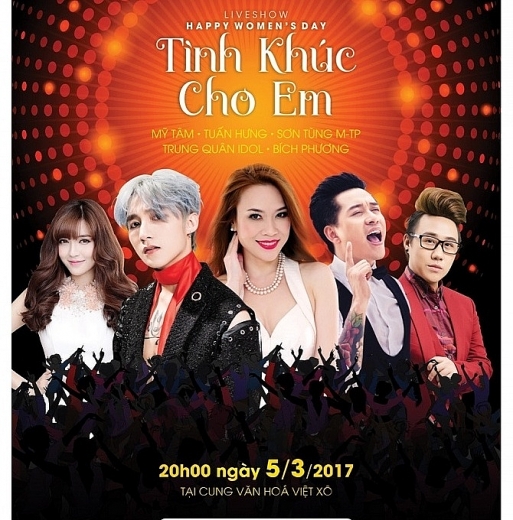 LIVESHOW
HAPPY WOMEN'S DAY
Tình Khúc
Cho Em
MỸ TÂM • TUẤN HƯNG • SƠN TÙNG M-TP
TRUNG QUÂN IDOL • BÍCH PHƯƠNG
20h00 ngày 5/3/2017
TẠI CUNG VĂN HOÁ VIỆT XÔ